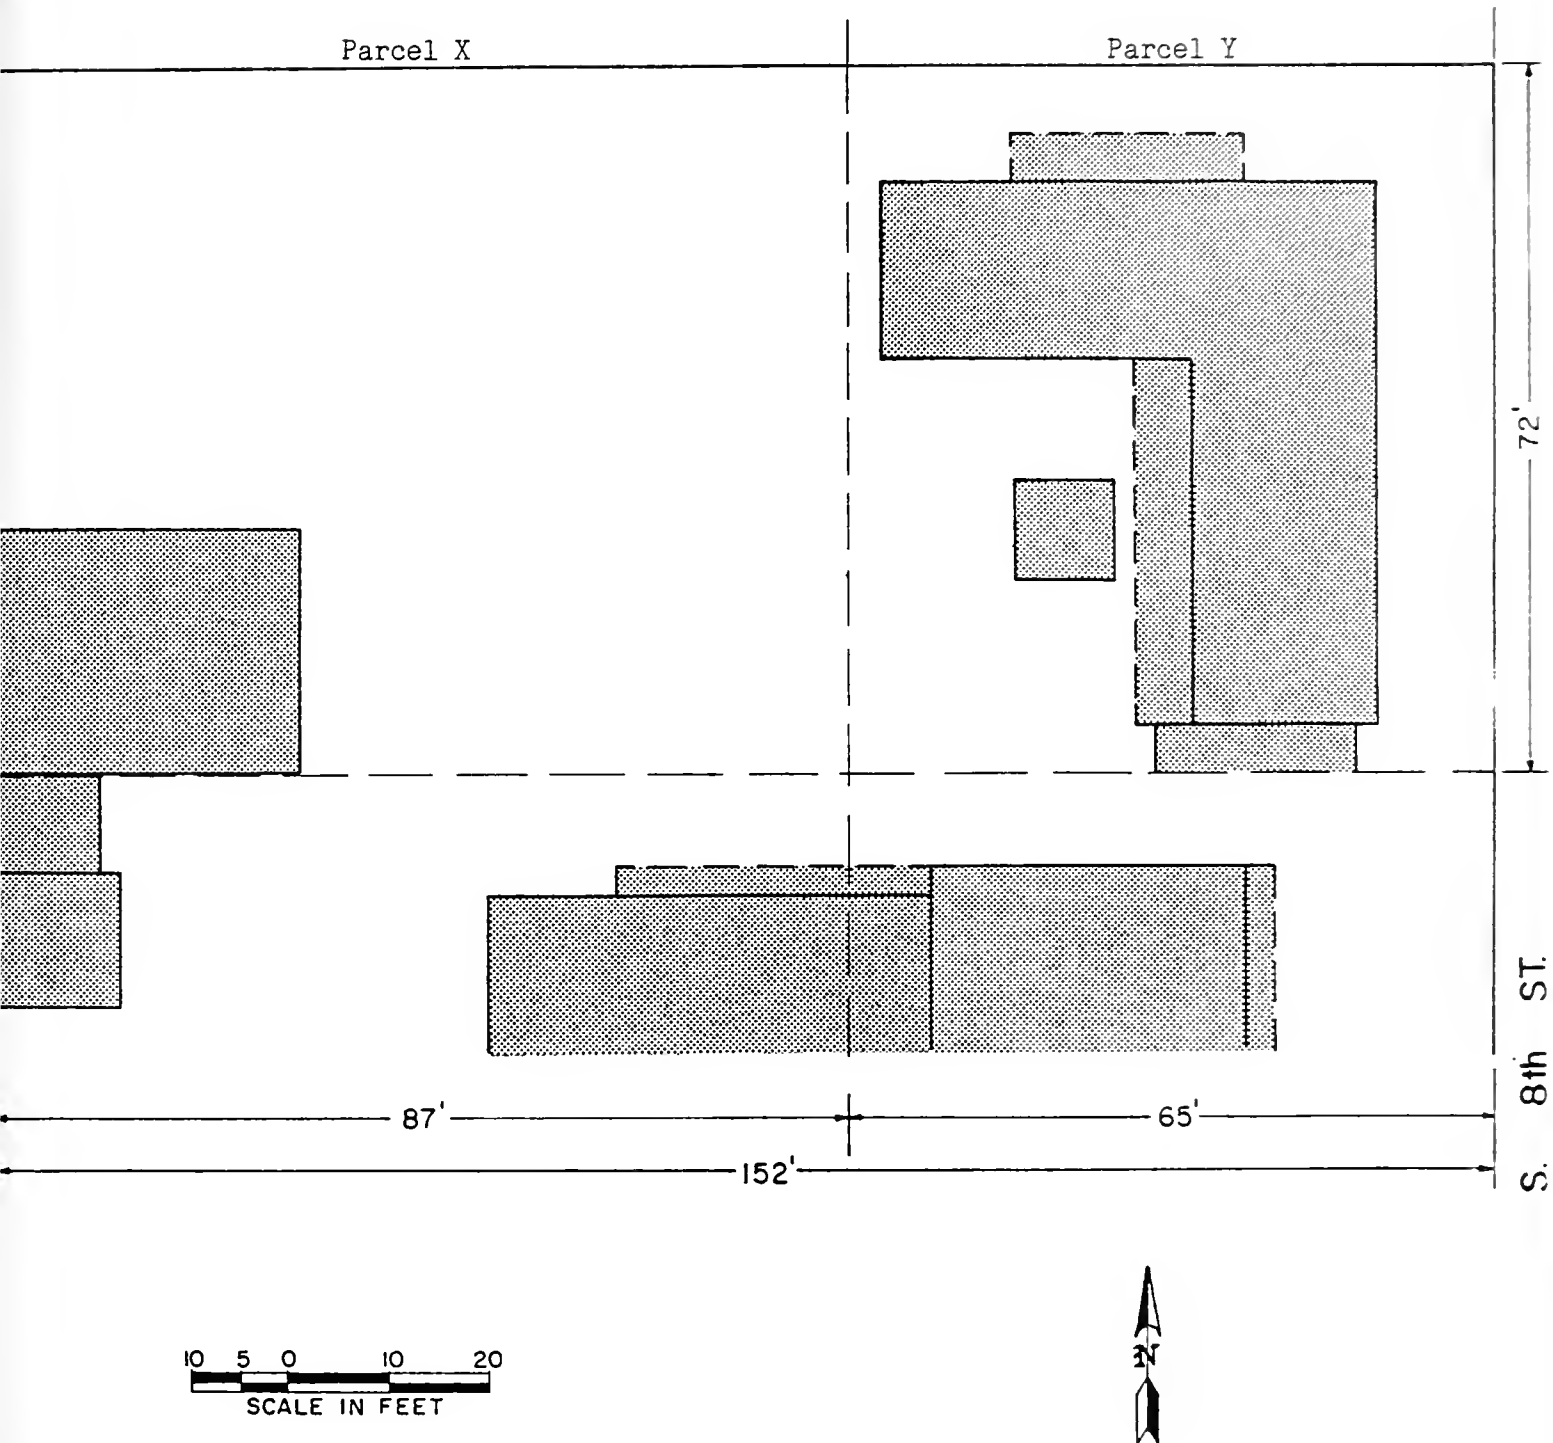 Parcel X
Parcel Y
72'
S. 8th ST.
87'
65'
152'
N
10 5 0 10 20
SCALE IN FEET